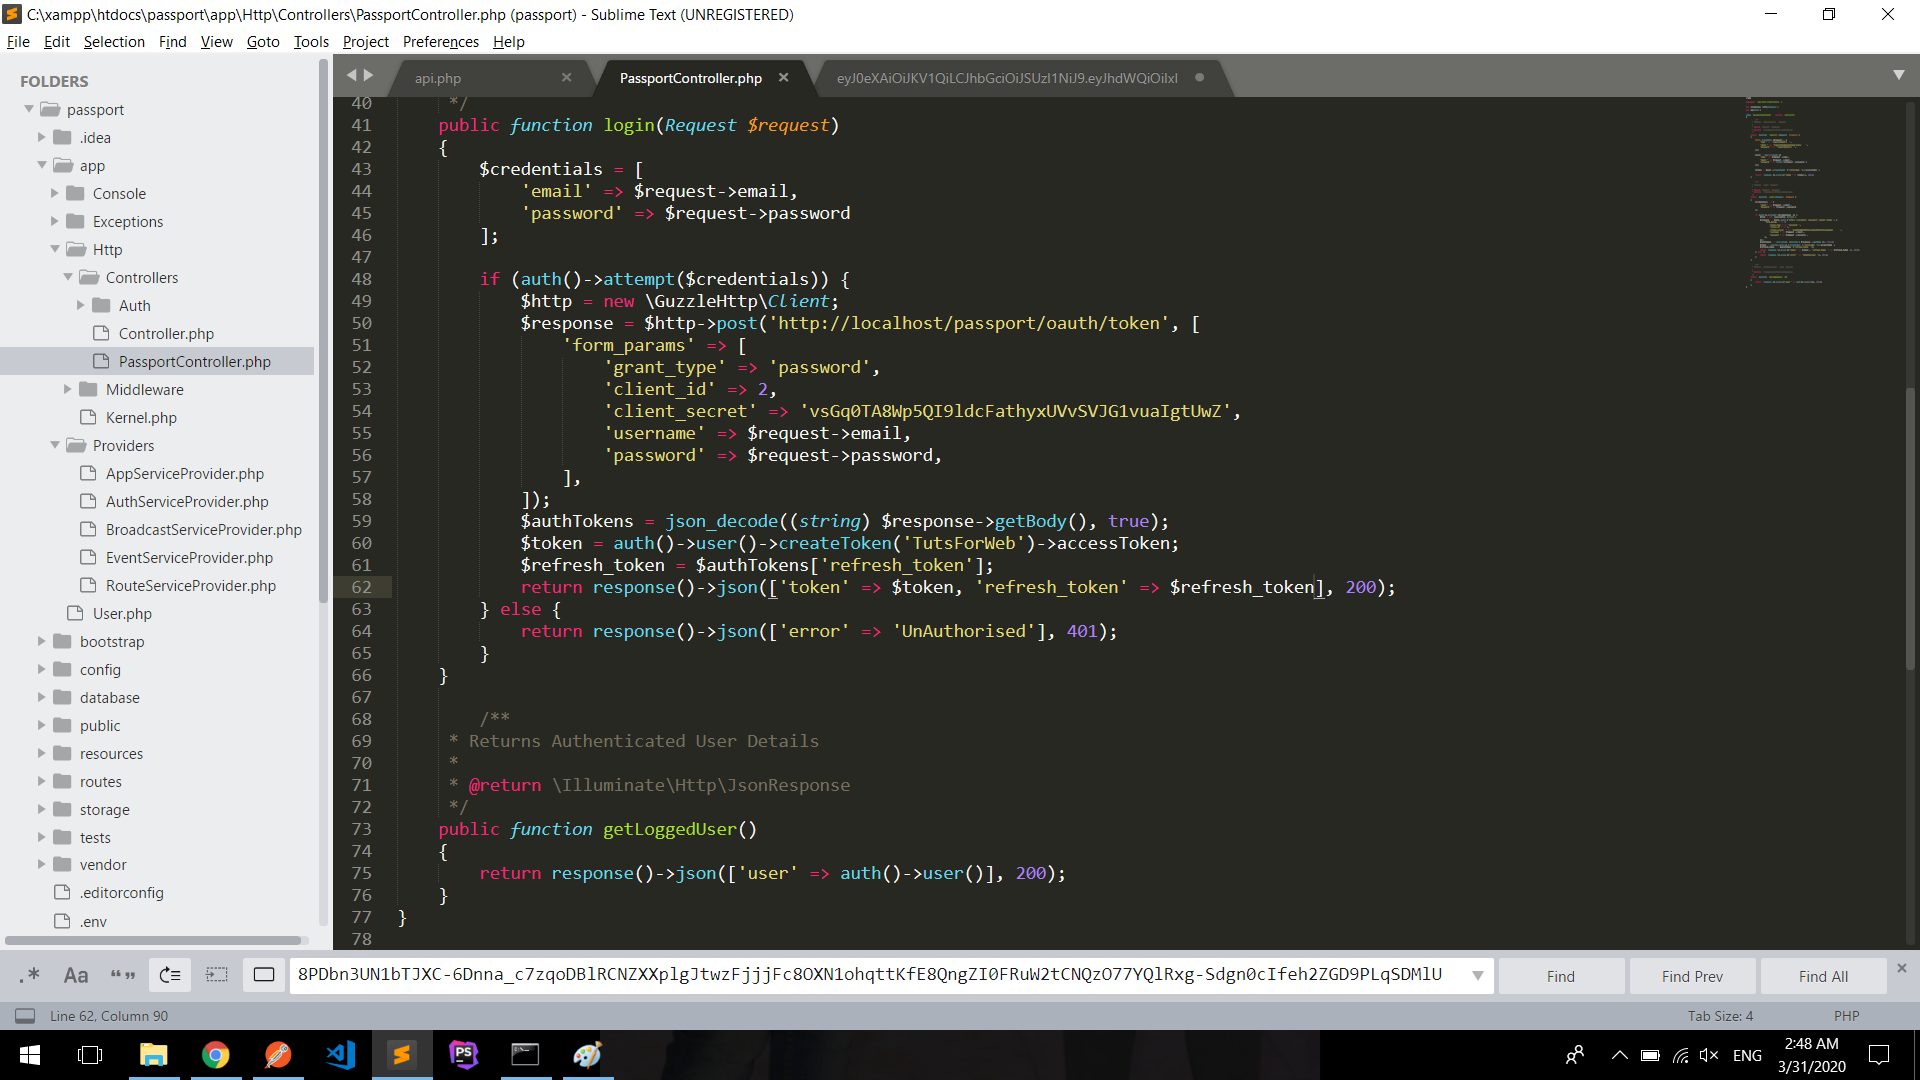 C:\xampp\htdocs\passport\app\Http\Controllers\PassportController.php (passport) - Sublime Text (UNREGISTERED)
File Edit Selection Find View Goto Tools Project Preferences Help
FOLDERS
passport
.idea
app
Console
Exceptions
Http
Controllers
Auth
Controller.php
PassportController.php
Middleware
Kernel.php
Providers
AppServiceProvider.php
AuthServiceProvider.php
BroadcastServiceProvider.php
EventServiceProvider.php
RouteServiceProvider.php
User.php
bootstrap
config
database
public
resources
routes
storage
tests
vendor
.editorconfig
.env
api.php PassportController.php eyJ0eXAiOiJKV1QiLCJhbGciOiJSUzI1NiJ9.eyJhdWQiOiIxI
40 */
41 public function login(Request $request)
42 {
43 $credentials = [
44 'email' => $request->email,
45 'password' => $request->password
46 ];
47
48 if (auth()->attempt($credentials)) {
49 $http = new \GuzzleHttp\Client;
50 $response = $http->post('http://localhost/passport/oauth/token', [
51 'form_params' => [
52 'grant_type' => 'password',
53 'client_id' => 2,
54 'client_secret' => 'vsGq0TA8Wp5QI9ldcFathyxUVvSVJG1vuaIgtUwZ',
55 'username' => $request->email,
56 'password' => $request->password,
57 ],
58 ]);
59 $authTokens = json_decode((string) $response->getBody(), true);
60 $token = auth()->user()->createToken('TutsForWeb')->accessToken;
61 $refresh_token = $authTokens['refresh_token'];
62 return response()->json(['token' => $token, 'refresh_token' => $refresh_token], 200);
63 } else {
64 return response()->json(['error' => 'UnAuthorised'], 401);
65 }
66 }
67
68 /**
69 * Returns Authenticated User Details
70 *
71 * @return \Illuminate\Http\JsonResponse
72 */
73 public function getLoggedUser()
74 {
75 return response()->json(['user' => auth()->user()], 200);
76 }
77 }
78
.* Aa “ ” 8PDbn3UN1bTJXC-6Dnna_c7zqoDBlRCNZXXplgJtwzFjjjFc8OXN1ohqttKfE8QngZI0FRuW2tCNQzO77YQlRxg-Sdgn0cIfeh2ZGD9PLqSDMlU Find Find Prev Find All
Line 62, Column 90 Tab Size: 4 PHP
PS ENG 2:48 AM
3/31/2020